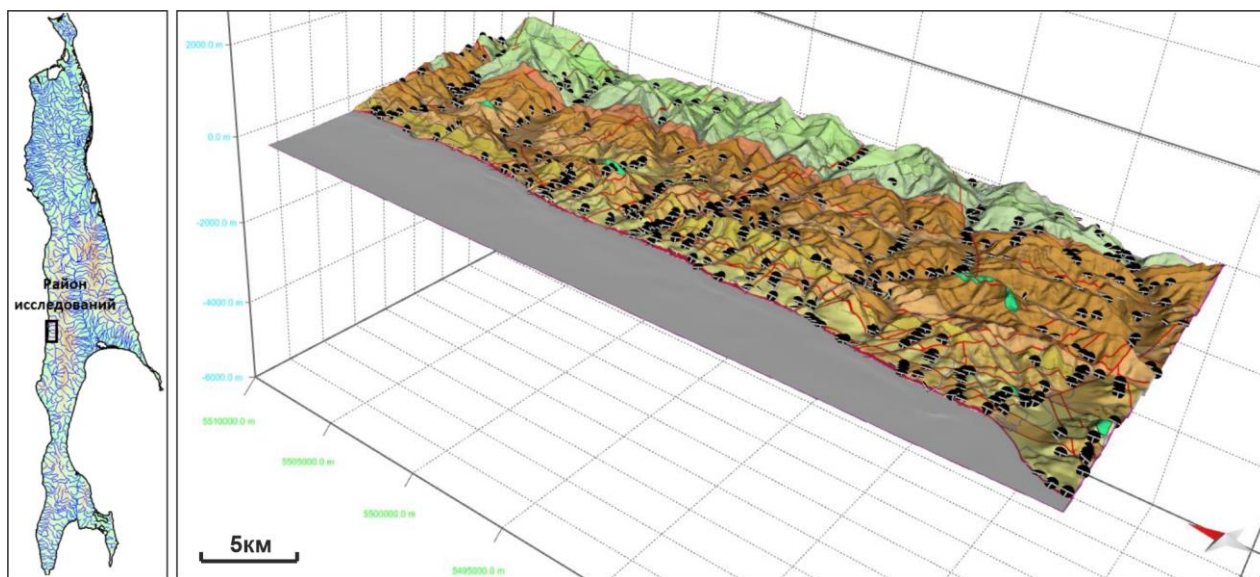 Район
исследований
2000.0 m
0.0 m
-2000.0 m
-4000.0 m
-6000.0 m
5510000.0 m
5505000.0 m
5500000.0 m
5495000.0 m
5км